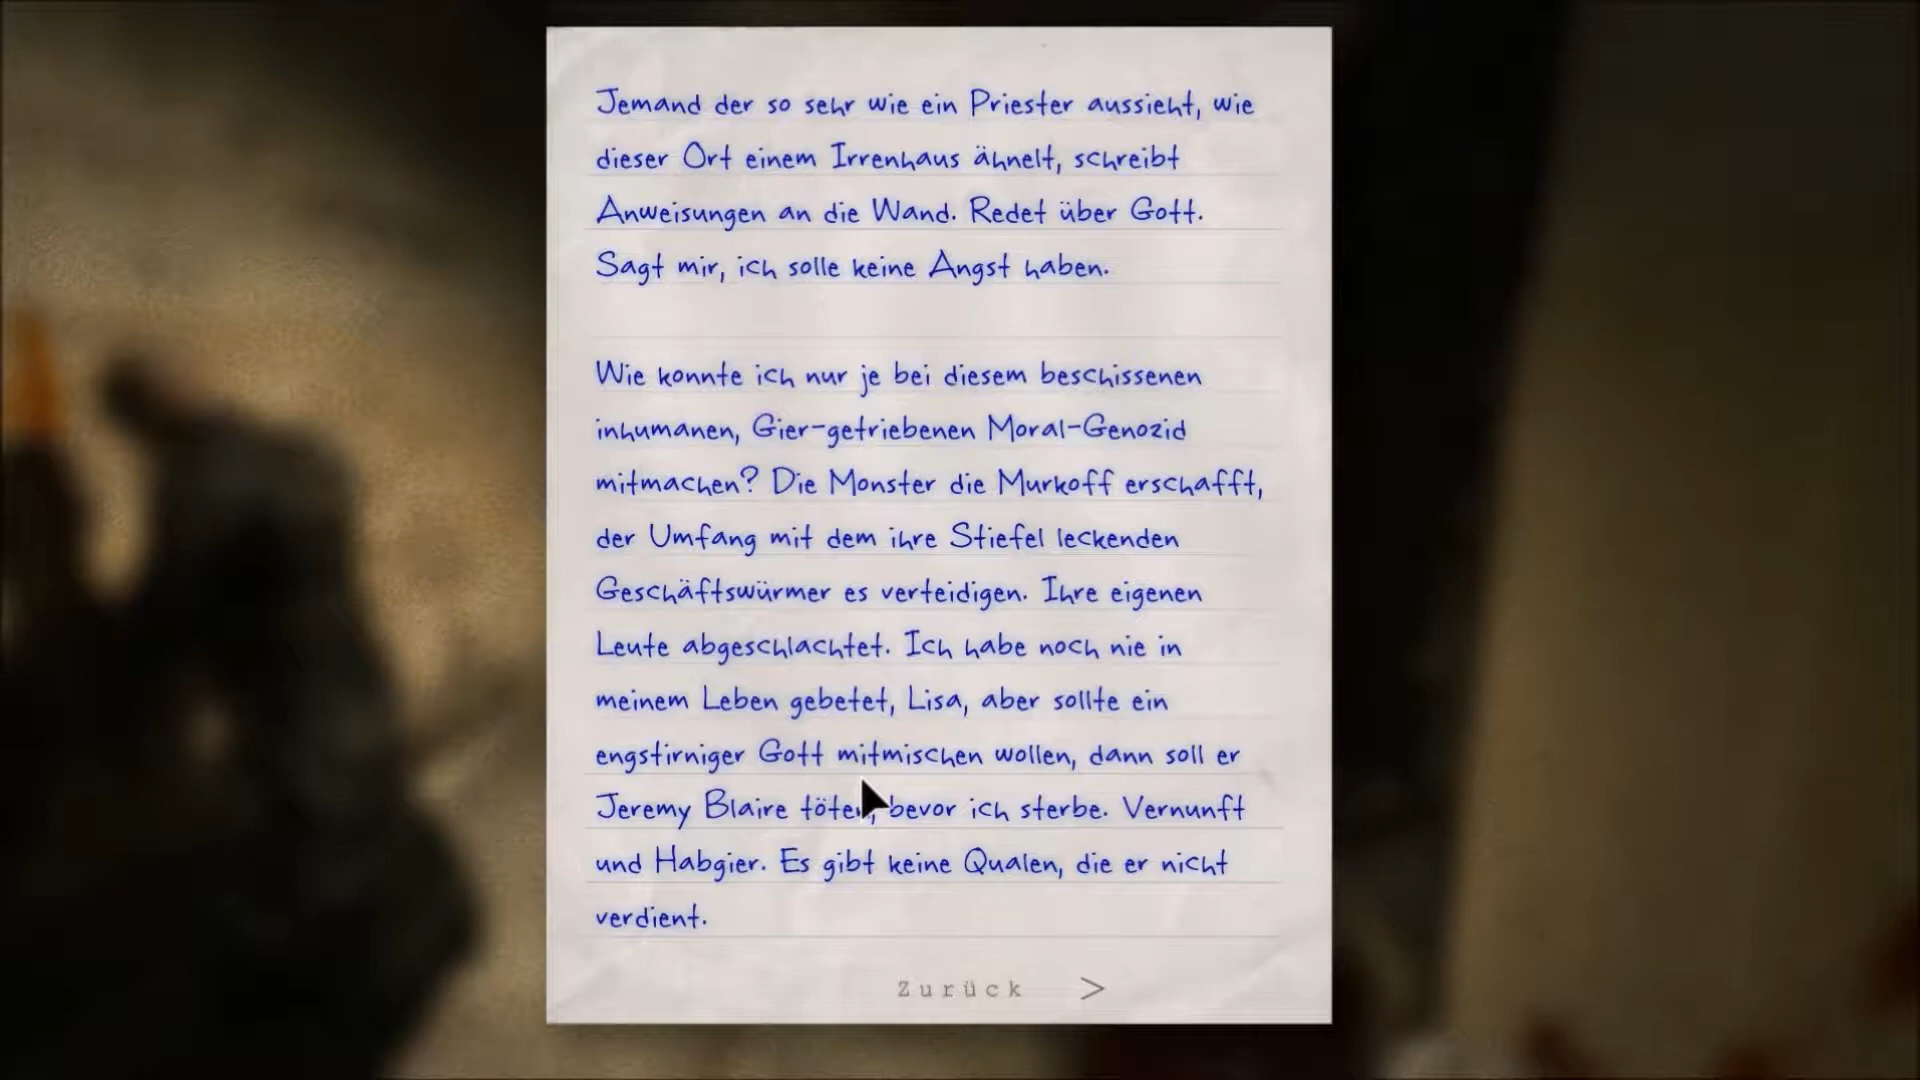 Jemand der so sehr wie ein Priester aussieht, wie
dieser Ort einem Irrenhaus ähnelt, schreibt
Anweisungen an die Wand. Redet über Gott.
Sagt mir, ich solle keine Angst haben.
Wie konnte ich nur je bei diesem beschissenen
inhumanen, Gier-getriebenen Moral-Genozid
mitmachen? Die Monster die Murkoff erschafft,
der Umfang mit dem ihre Stiefel leckenden
Geschäftswürmer es verteidigen. Ihre eigenen
Leute abgeschlachtet. Ich habe noch nie in
meinem Leben gebetet, Lisa, aber sollte ein
engstirniger Gott mitmischen wollen, dann soll er
Jeremy Blaire töten, bevor ich sterbe. Vernunft
und Habgier. Es gibt keine Qualen, die er nicht
verdient.
Zurück >